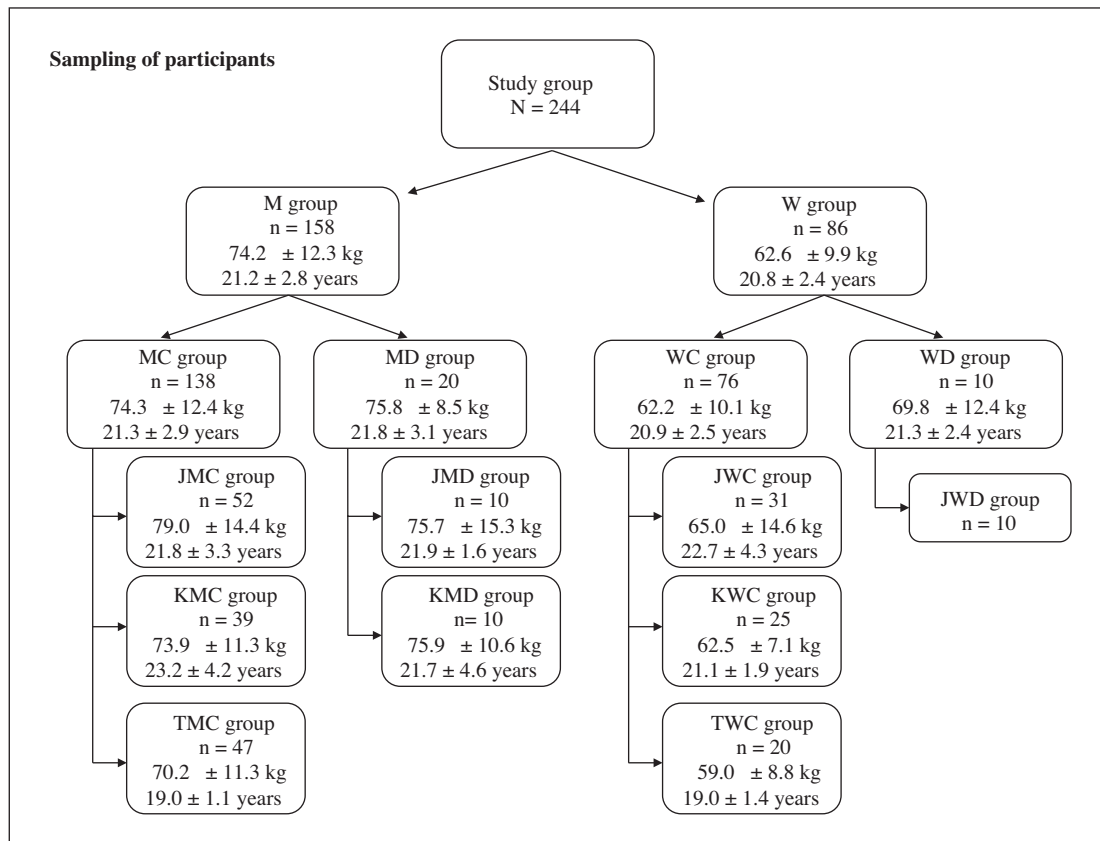 Sampling of participants
Study group
N = 244
M group
n = 158
74.2 ± 12.3 kg
21.2 ± 2.8 years
W group
n = 86
62.6 ± 9.9 kg
20.8 ± 2.4 years
MC group
n = 138
74.3 ± 12.4 kg
21.3 ± 2.9 years
MD group
n = 20
75.8 ± 8.5 kg
21.8 ± 3.1 years
WC group
n = 76
62.2 ± 10.1 kg
20.9 ± 2.5 years
WD group
n = 10
69.8 ± 12.4 kg
21.3 ± 2.4 years
JMC group
n = 52
79.0 ± 14.4 kg
21.8 ± 3.3 years
JMD group
n = 10
75.7 ± 15.3 kg
21.9 ± 1.6 years
JWC group
n = 31
65.0 ± 14.6 kg
22.7 ± 4.3 years
JWD group
n = 10
KMC group
n = 39
73.9 ± 11.3 kg
23.2 ± 4.2 years
KMD group
n= 10
75.9 ± 10.6 kg
21.7 ± 4.6 years
KWC group
n = 25
62.5 ± 7.1 kg
21.1 ± 1.9 years
TMC group
n = 47
70.2 ± 11.3 kg
19.0 ± 1.1 years
TWC group
n = 20
59.0 ± 8.8 kg
19.0 ± 1.4 years